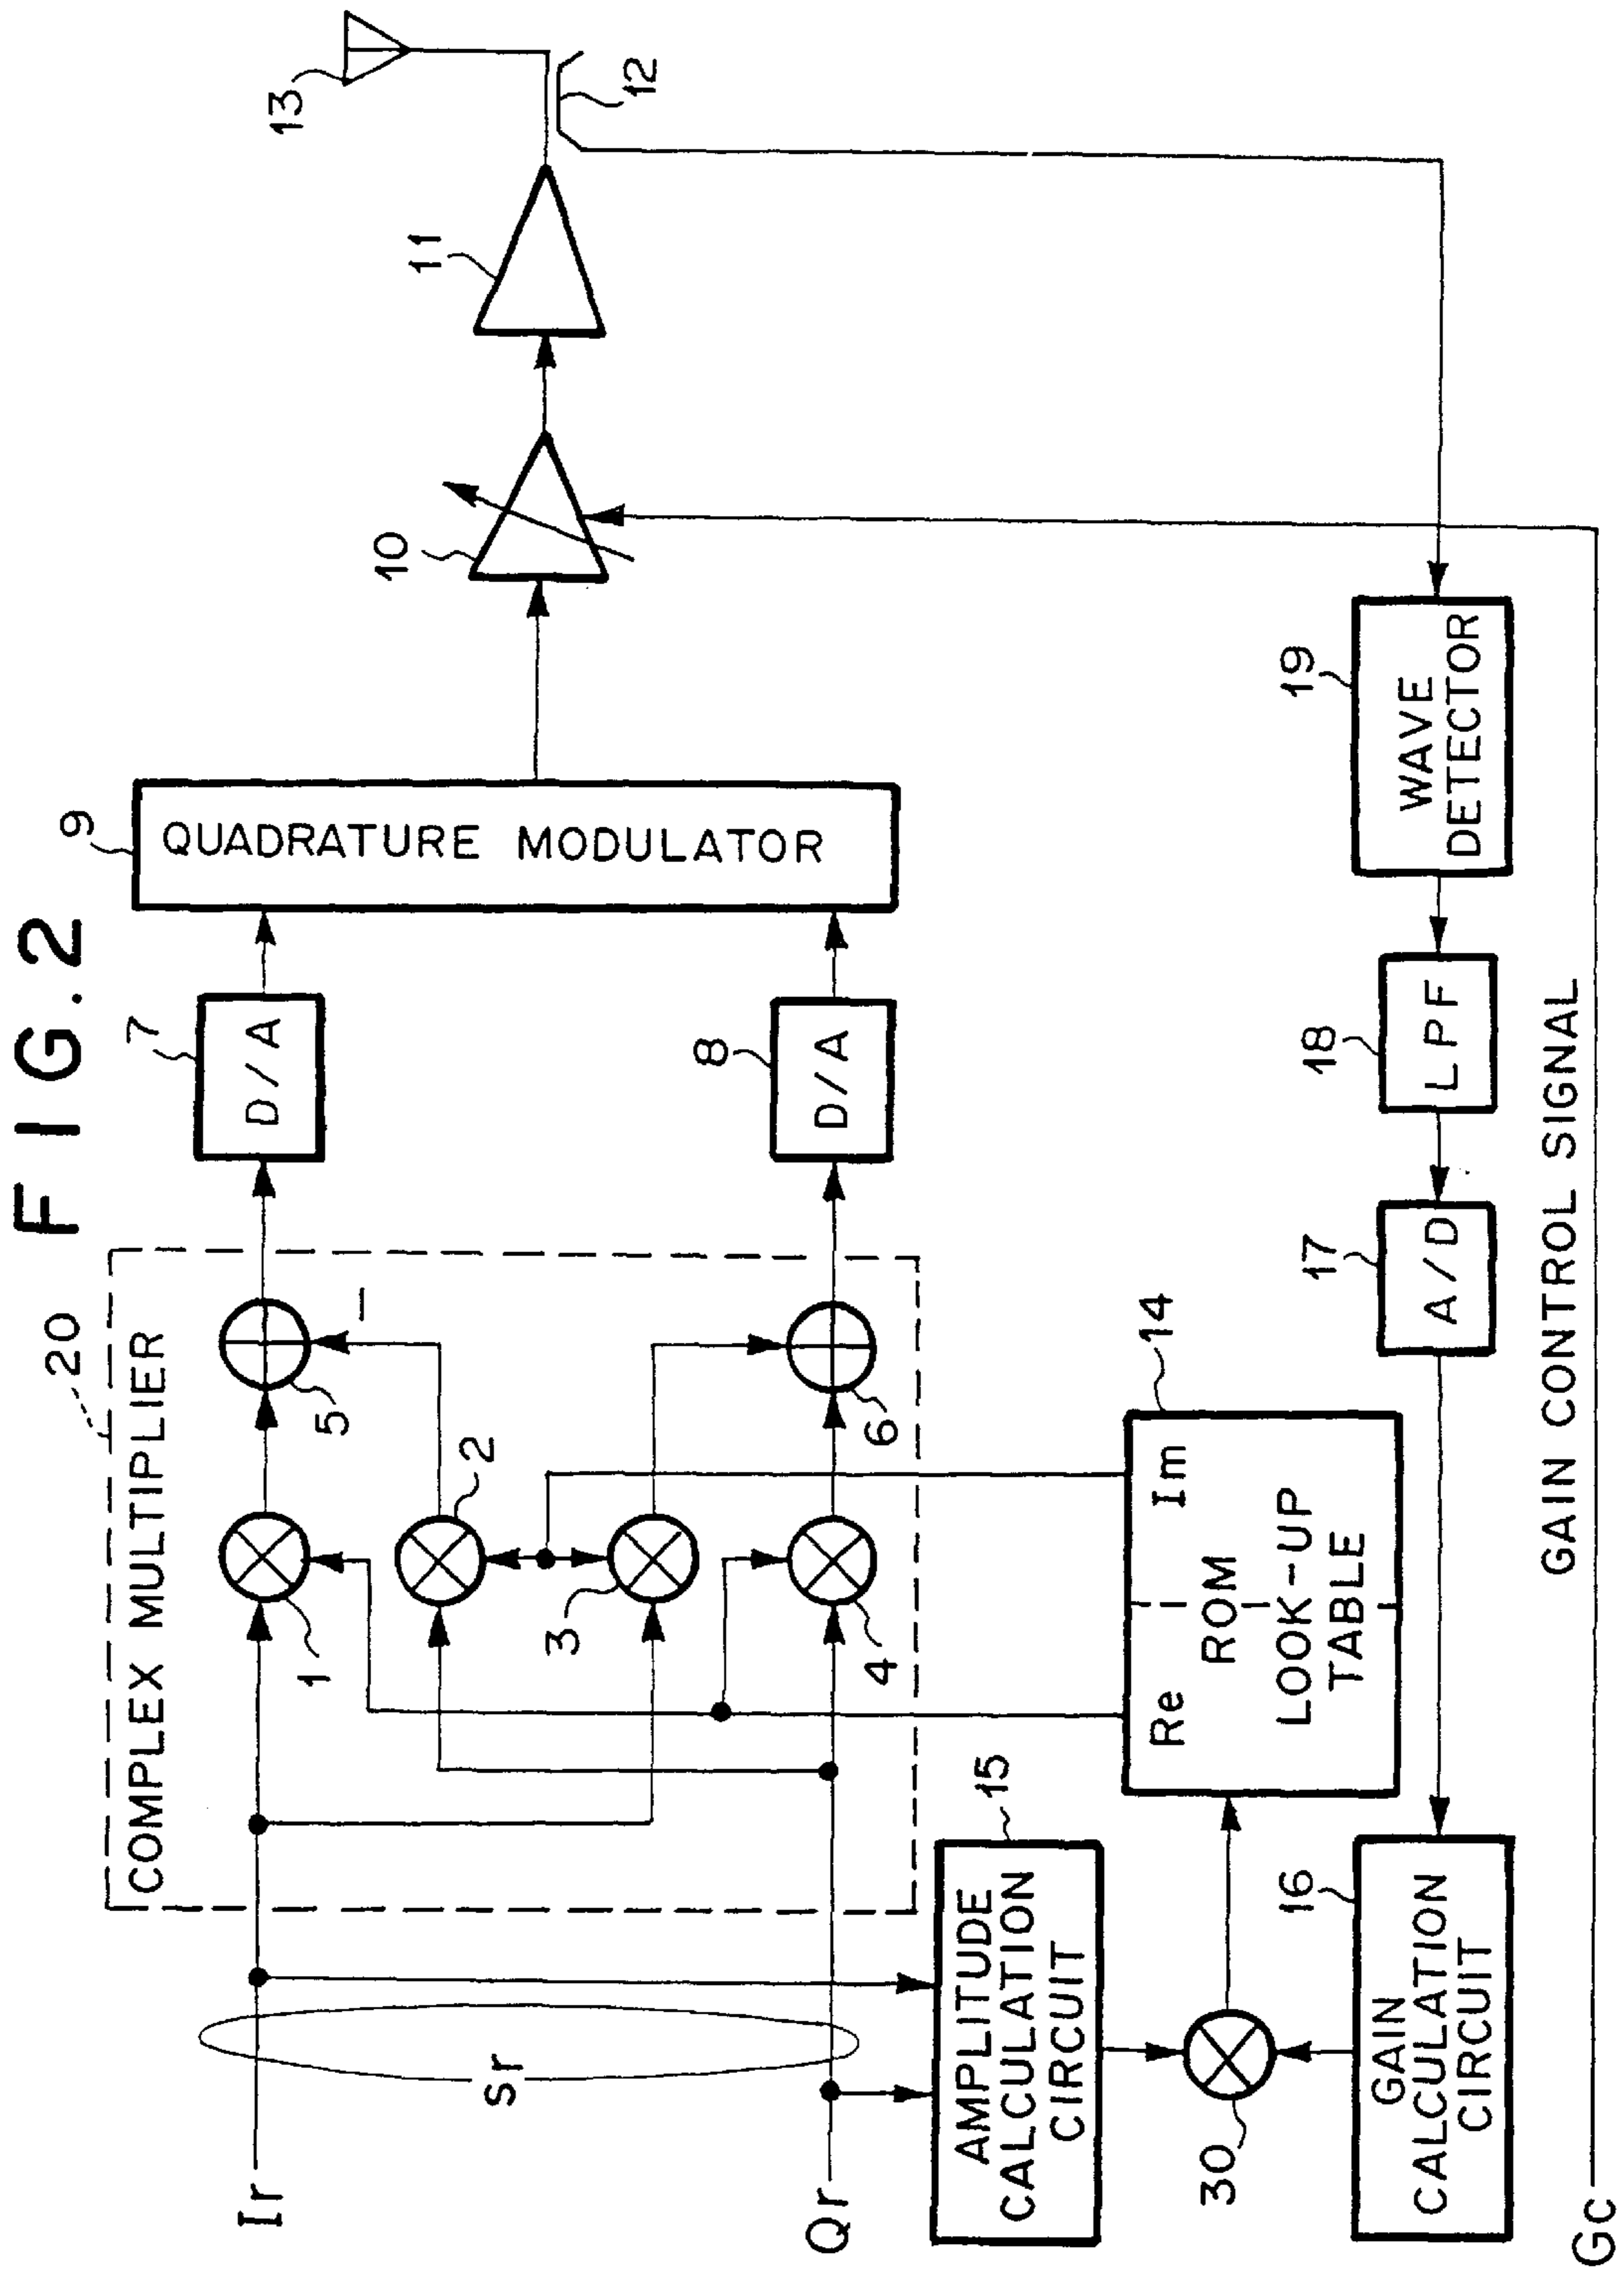 FIG.2
20
COMPLEX MULTIPLIER
Ir
Qr
Sr
1
2
3
4
5
6
7
D/A
8
D/A
9
QUADRATURE MODULATOR
10
11
12
13
15
AMPLITUDE
CALCULATION
CIRCUIT
30
14
Re
Im
ROM
LOOK-UP
TABLE
16
GAIN
CALCULATION
CIRCUIT
17
A/D
18
LPF
19
WAVE
DETECTOR
Gc
GAIN CONTROL SIGNAL